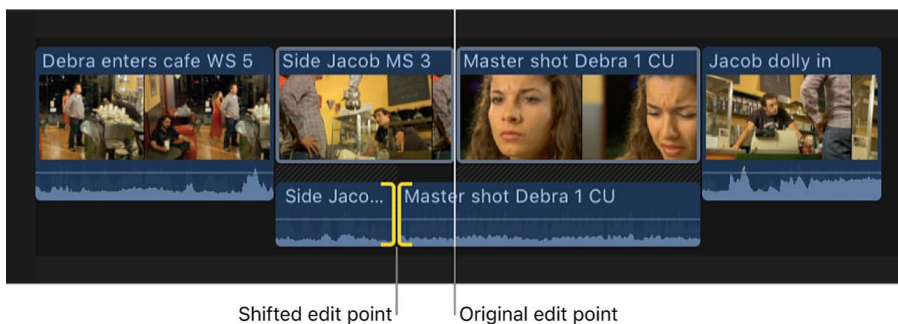 Debra enters cafe WS 5
Side Jacob MS 3
Master shot Debra 1 CU
Jacob dolly in
Side Jaco...
Master shot Debra 1 CU
Shifted edit point
Original edit point